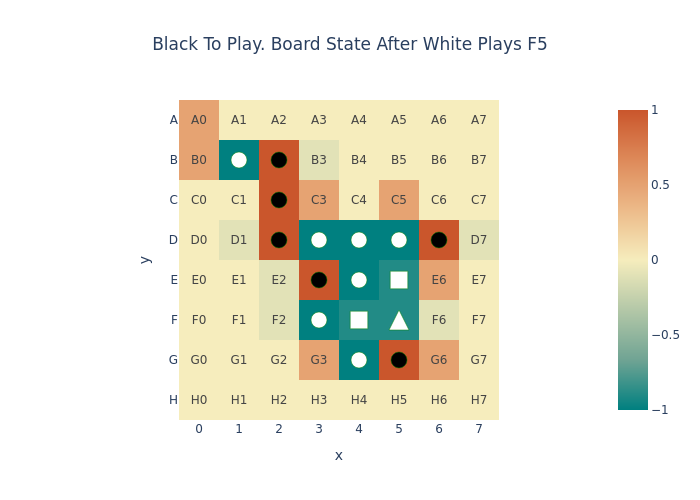 Black To Play. Board State After White Plays F5
A A0 A1 A2 A3 A4 A5 A6 A7
B B0 B3 B4 B5 B6 B7
C C0 C1 C3 C4 C5 C6 C7
D D0 D1 D7
E E0 E1 E2 E6 E7
F F0 F1 F2 F6 F7
G G0 G1 G2 G3 G6 G7
H H0 H1 H2 H3 H4 H5 H6 H7
0 1 2 3 4 5 6 7
x
y
1
0.5
0
−0.5
−1